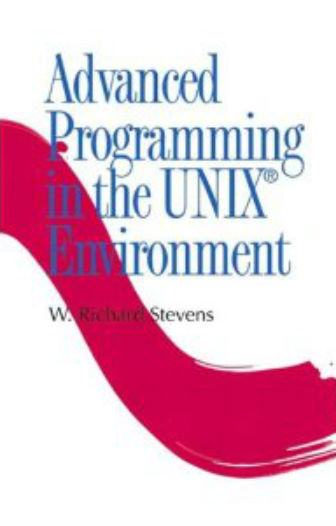 Advanced
Programming
in the UNIX®
Environment
W. Richard Stevens